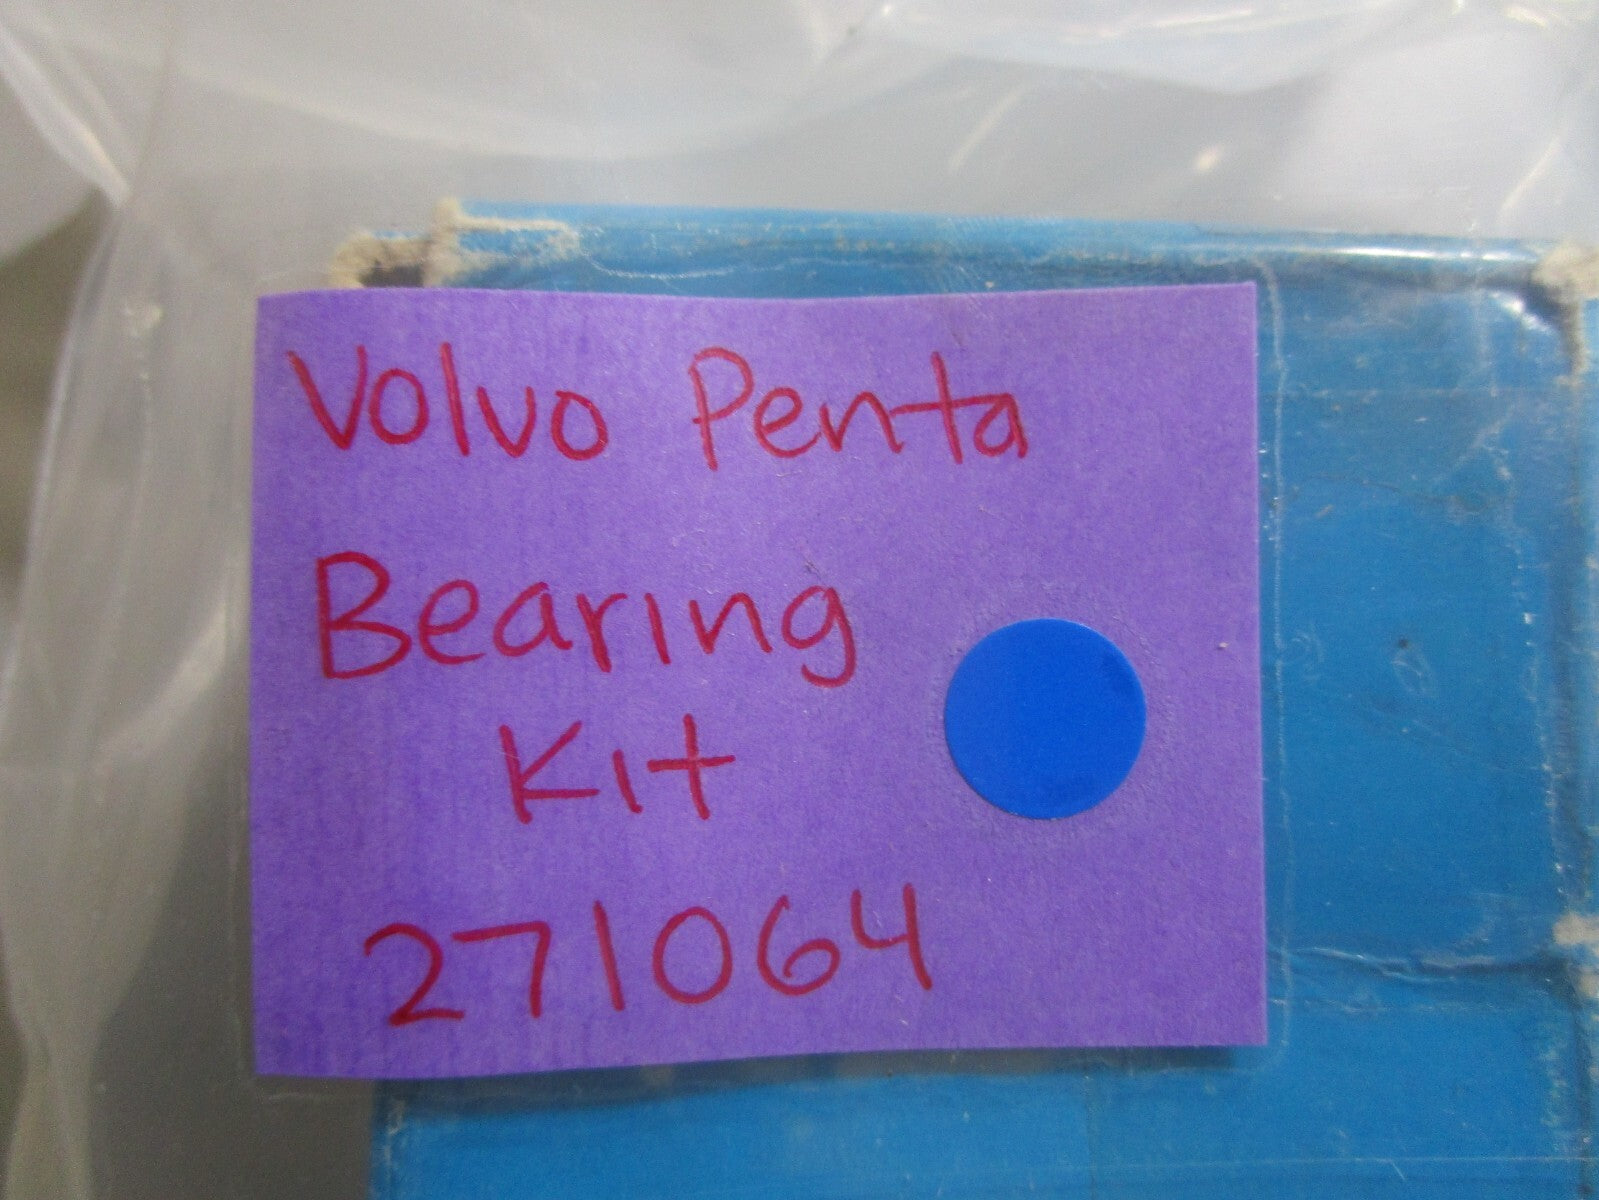 Volvo Penta
Bearing
Kit
271064